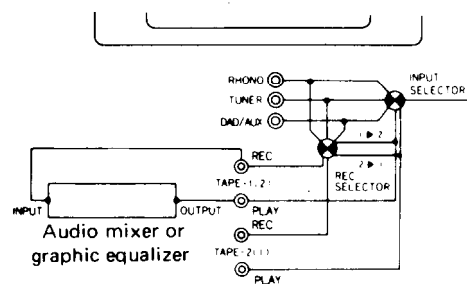 RHONO
TUNER
DAD/AUX
INPUT
SELECTOR
1▶2
2▶1
REC
SELECTOR
REC
TAPE-1(2)
PLAY
REC
TAPE-2(1)
PLAY
INPUT
OUTPUT
Audio mixer or
graphic equalizer